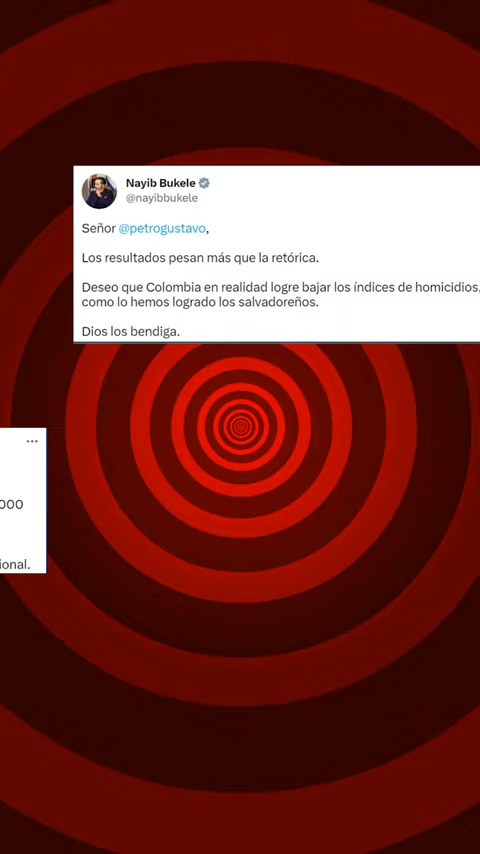 Nayib Bukele
@nayibbukele
Señor @petrogustavo,
Los resultados pesan más que la retórica.
Deseo que Colombia en realidad logre bajar los índices de homicidios,
como lo hemos logrado los salvadoreños.
Dios los bendiga.
000
ional.